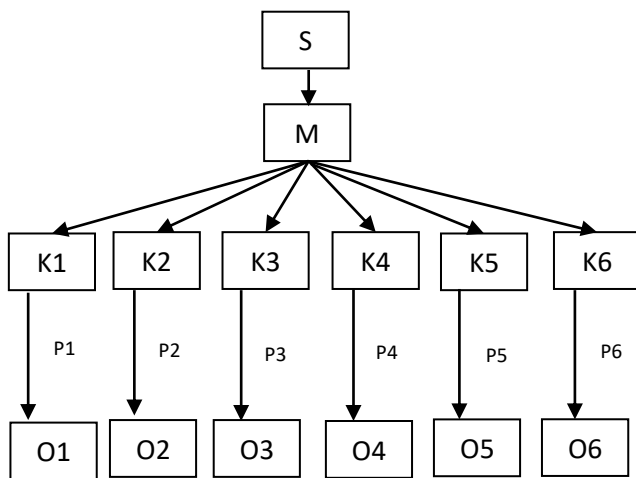 S
M
K1 K2 K3 K4 K5 K6
P1 P2 P3 P4 P5 P6
O1 O2 O3 O4 O5 O6